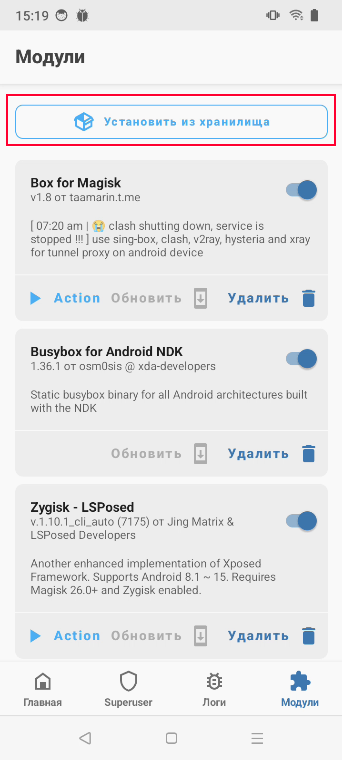 15:19
Модули
Установить из хранилища
Box for Magisk
v1.8 от taamarin.t.me
[ 07:20 am | 😭 clash shutting down, service is
stopped !!! ] use sing-box, clash, v2ray, hysteria and xray
for tunnel proxy on android device
Action Обновить Удалить
Busybox for Android NDK
1.36.1 от osm0sis @ xda-developers
Static busybox binary for all Android architectures built
with the NDK
Обновить Удалить
Zygisk - LSPosed
v.1.10.1_cli_auto (7175) от Jing Matrix &
LSPosed Developers
Another enhanced implementation of Xposed
Framework. Supports Android 8.1 ~ 15. Requires
Magisk 26.0+ and Zygisk enabled.
Action Обновить Удалить
Главная Superuser Логи Модули